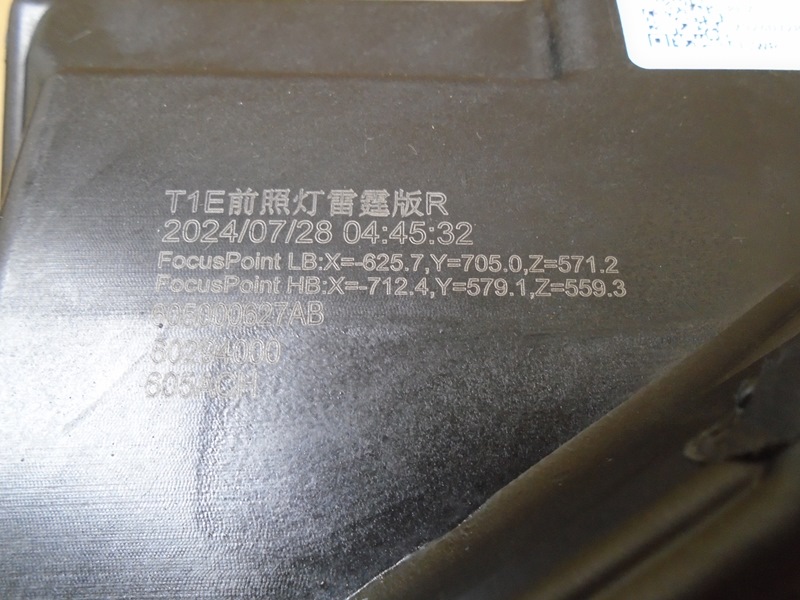 T1E前照灯雷霆版R
2024/07/28 04:45:32
FocusPoint LB:X=-625.7,Y=705.0,Z=571.2
FocusPoint HB:X=-712.4,Y=579.1,Z=559.3
605000627AB